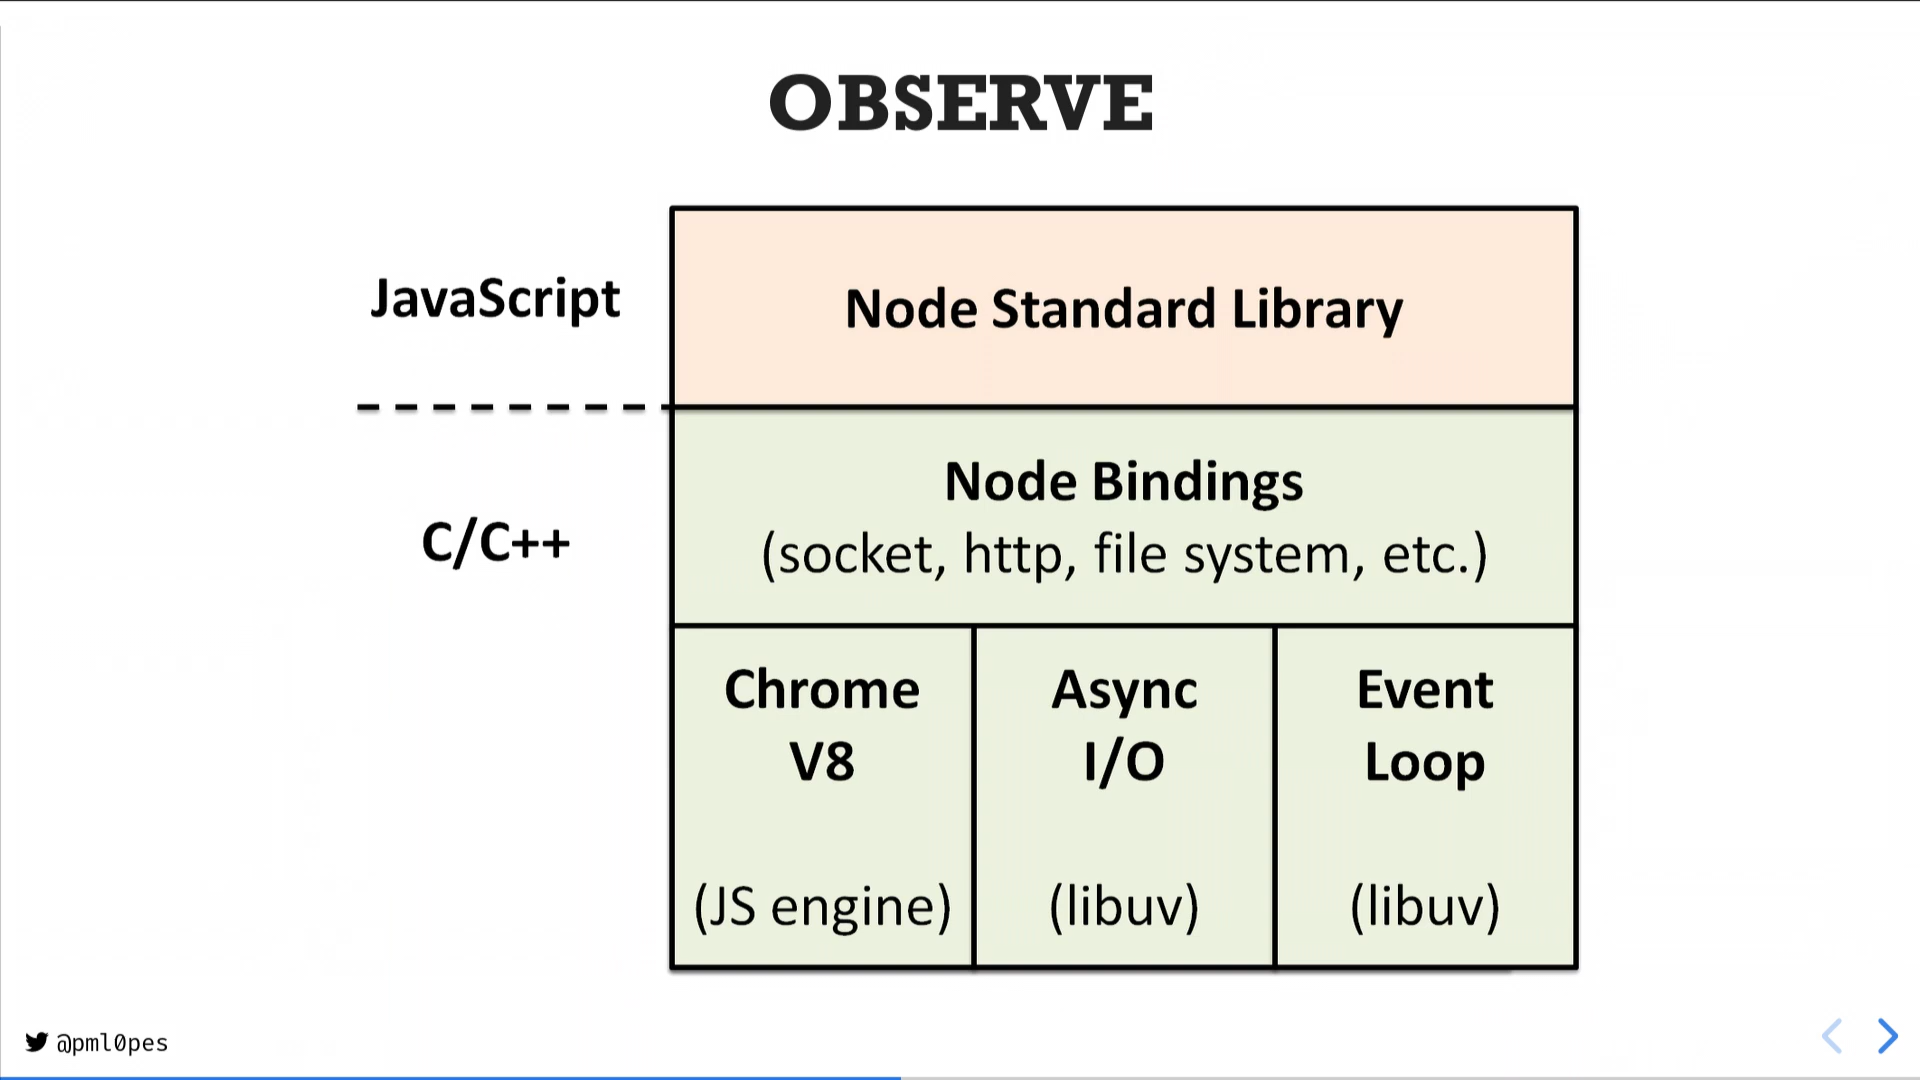 OBSERVE
JavaScript
Node Standard Library
C/C++
Node Bindings
(socket, http, file system, etc.)
Chrome
V8
(JS engine)
Async
I/O
(libuv)
Event
Loop
(libuv)
@pml0pes